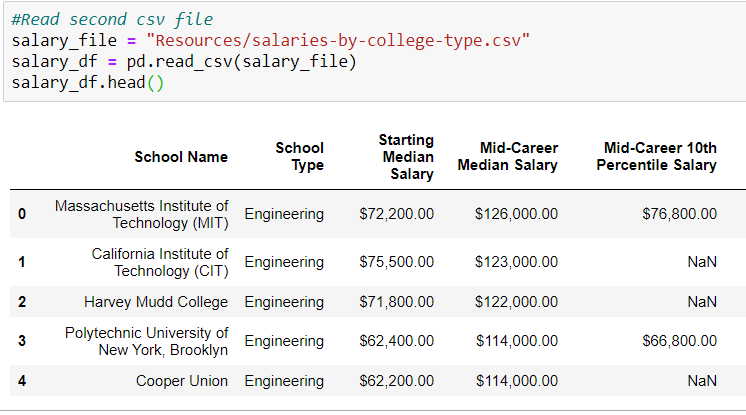 #Read second csv file
salary_file = "Resources/salaries-by-college-type.csv"
salary_df = pd.read_csv(salary_file)
salary_df.head()
School Name School Type Starting Median Salary Mid-Career Median Salary Mid-Career 10th Percentile Salary
0 Massachusetts Institute of Technology (MIT) Engineering $72,200.00 $126,000.00 $76,800.00
1 California Institute of Technology (CIT) Engineering $75,500.00 $123,000.00 NaN
2 Harvey Mudd College Engineering $71,800.00 $122,000.00 NaN
3 Polytechnic University of New York, Brooklyn Engineering $62,400.00 $114,000.00 $66,800.00
4 Cooper Union Engineering $62,200.00 $114,000.00 NaN